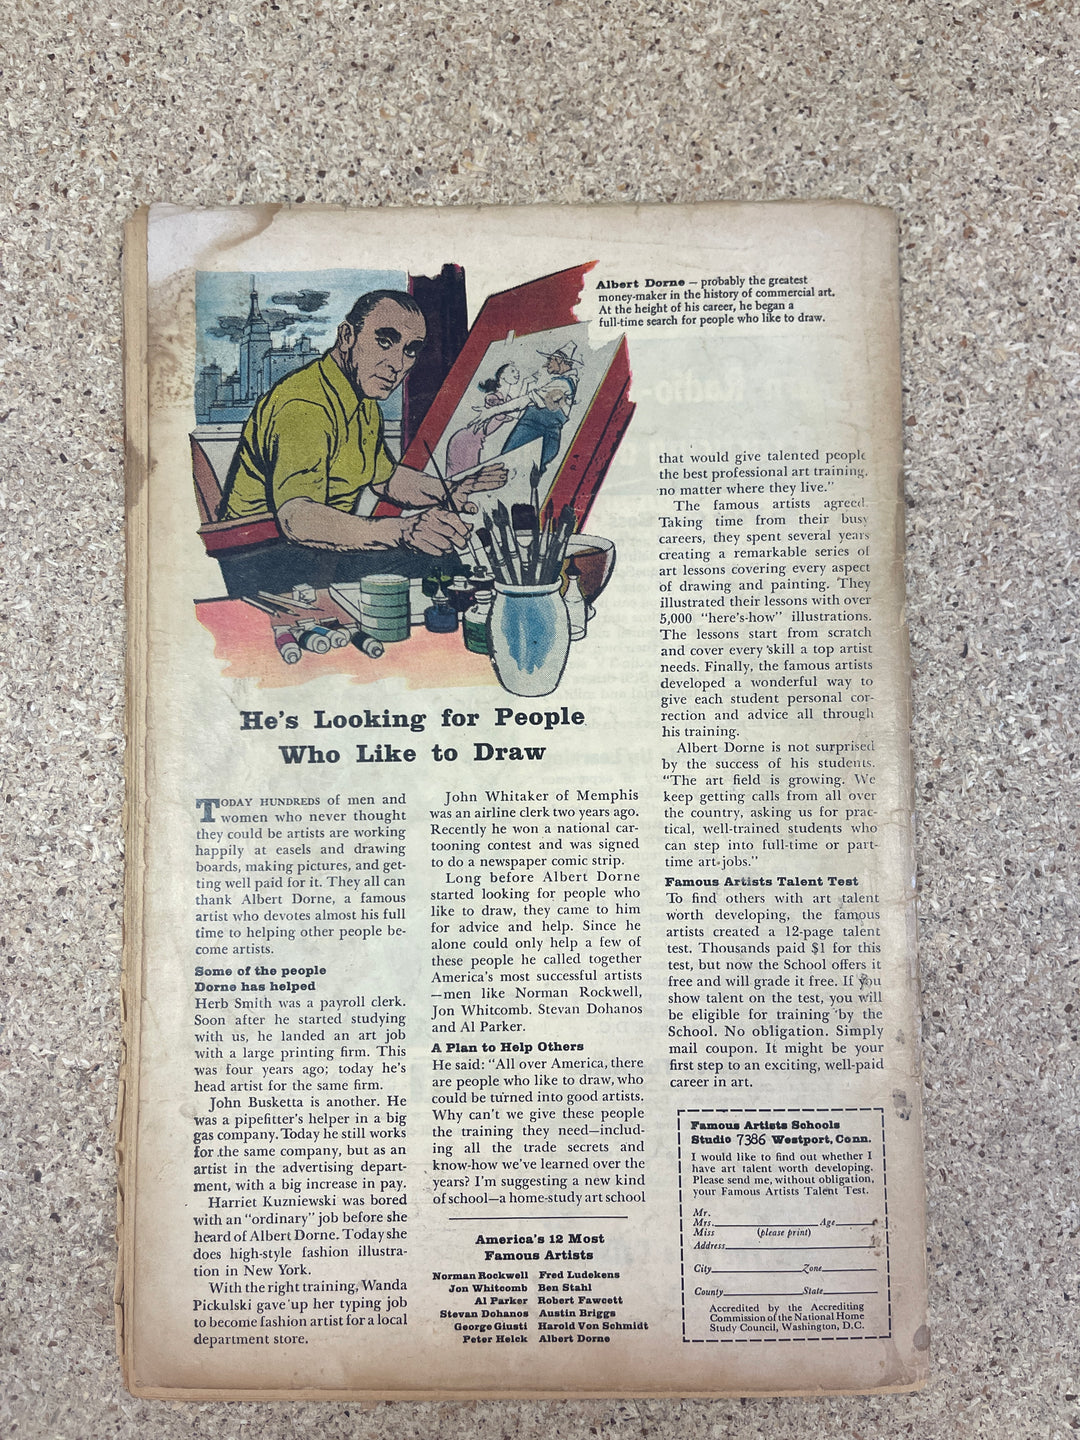 Albert Dorne — probably the greatest
money-maker in the history of commercial art.
At the height of his career, he began a
full-time search for people who like to draw.
He's Looking for People
Who Like to Draw
TODAY HUNDREDS of men and
women who never thought
they could be artists are working
happily at easels and drawing
boards, making pictures, and get-
ting well paid for it. They all can
thank Albert Dorne, a famous
artist who devotes almost his full
time to helping other people be-
come artists.
Some of the people
Dorne has helped
Herb Smith was a payroll clerk.
Soon after he started studying
with us, he landed an art job
with a large printing firm. This
was four years ago; today he's
head artist for the same firm.
John Busketta is another. He
was a pipefitter's helper in a big
gas company. Today he still works
for the same company, but as an
artist in the advertising depart-
ment, with a big increase in pay.
Harriet Kuzniewski was bored
with an "ordinary" job before she
heard of Albert Dorne. Today she
does high-style fashion illustra-
tion in New York.
With the right training, Wanda
Pickulski gave up her typing job
to become fashion artist for a local
department store.
John Whitaker of Memphis
was an airline clerk two years ago.
Recently he won a national car-
tooning contest and was signed
to do a newspaper comic strip.
Long before Albert Dorne
started looking for people who
like to draw, they came to him
for advice and help. Since he
alone could only help a few of
these people he called together
America's most successful artists
—men like Norman Rockwell,
Jon Whitcomb. Stevan Dohanos
and Al Parker.
A Plan to Help Others
He said: "All over America, there
are people who like to draw, who
could be turned into good artists.
Why can't we give these people
the training they need—includ-
ing all the trade secrets and
know-how we've learned over the
years? I'm suggesting a new kind
of school—a home-study art school
America's 12 Most
Famous Artists
Norman Rockwell Fred Ludekens
Jon Whitcomb Ben Stahl
Al Parker Robert Fawcett
Stevan Dohanos Austin Briggs
George Giusti Harold Von Schmidt
Peter Helck Albert Dorne
that would give talented people
the best professional art training,
no matter where they live."
The famous artists agreed.
Taking time from their busy
careers, they spent several years
creating a remarkable series of
art lessons covering every aspect
of drawing and painting. They
illustrated their lessons with over
5,000 "here's-how" illustrations.
The lessons start from scratch
and cover every skill a top artist
needs. Finally, the famous artists
developed a wonderful way to
give each student personal cor-
rection and advice all through
his training.
Albert Dorne is not surprised
by the success of his students.
"The art field is growing. We
keep getting calls from all over
the country, asking us for prac-
tical, well-trained students who
can step into full-time or part-
time art jobs."
Famous Artists Talent Test
To find others with art talent
worth developing, the famous
artists created a 12-page talent
test. Thousands paid $1 for this
test, but now the School offers it
free and will grade it free. If you
show talent on the test, you will
be eligible for training by the
School. No obligation. Simply
mail coupon. It might be your
first step to an exciting, well-paid
career in art.
Famous Artists Schools
Studio 7386 Westport, Conn.
I would like to find out whether I
have art talent worth developing.
Please send me, without obligation,
your Famous Artists Talent Test.
Mr.
Mrs. Age
Miss (please print)
Address
City Zone
County State
Accredited by the Accrediting
Commission of the National Home
Study Council, Washington, D.C.